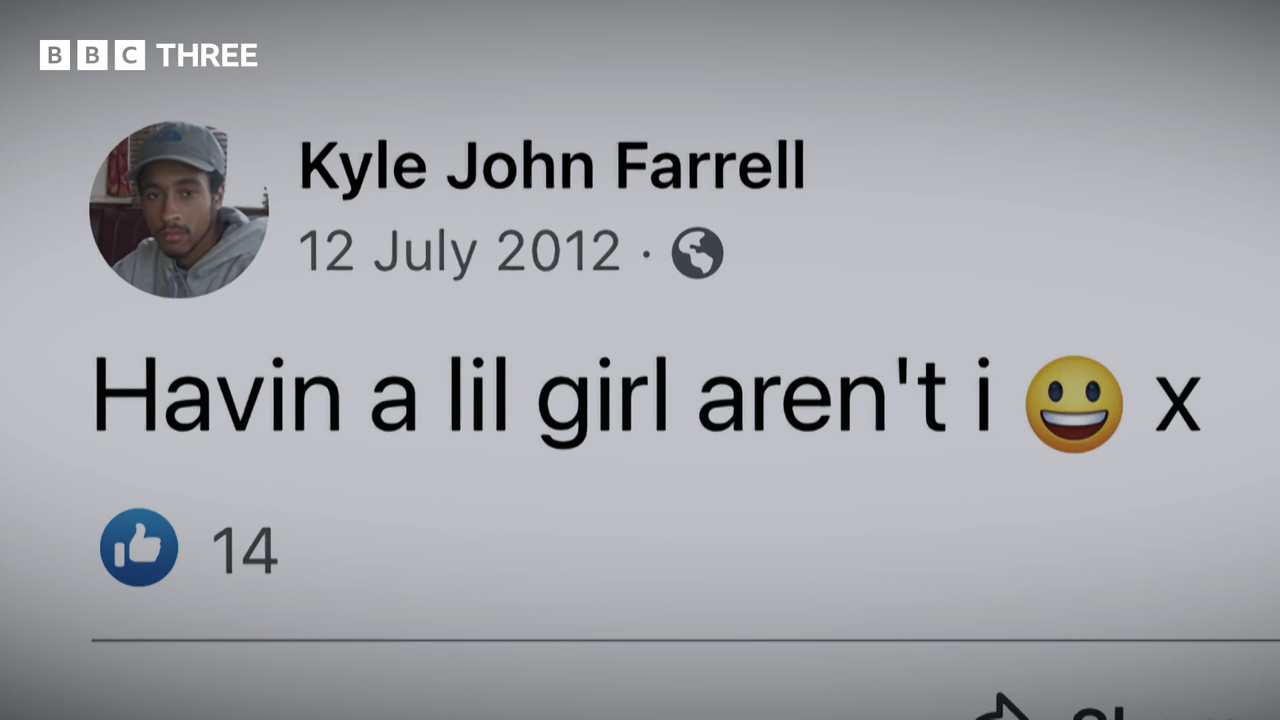 BBC THREE
Kyle John Farrell
12 July 2012 ·
Havin a lil girl aren't i 😃 x
14